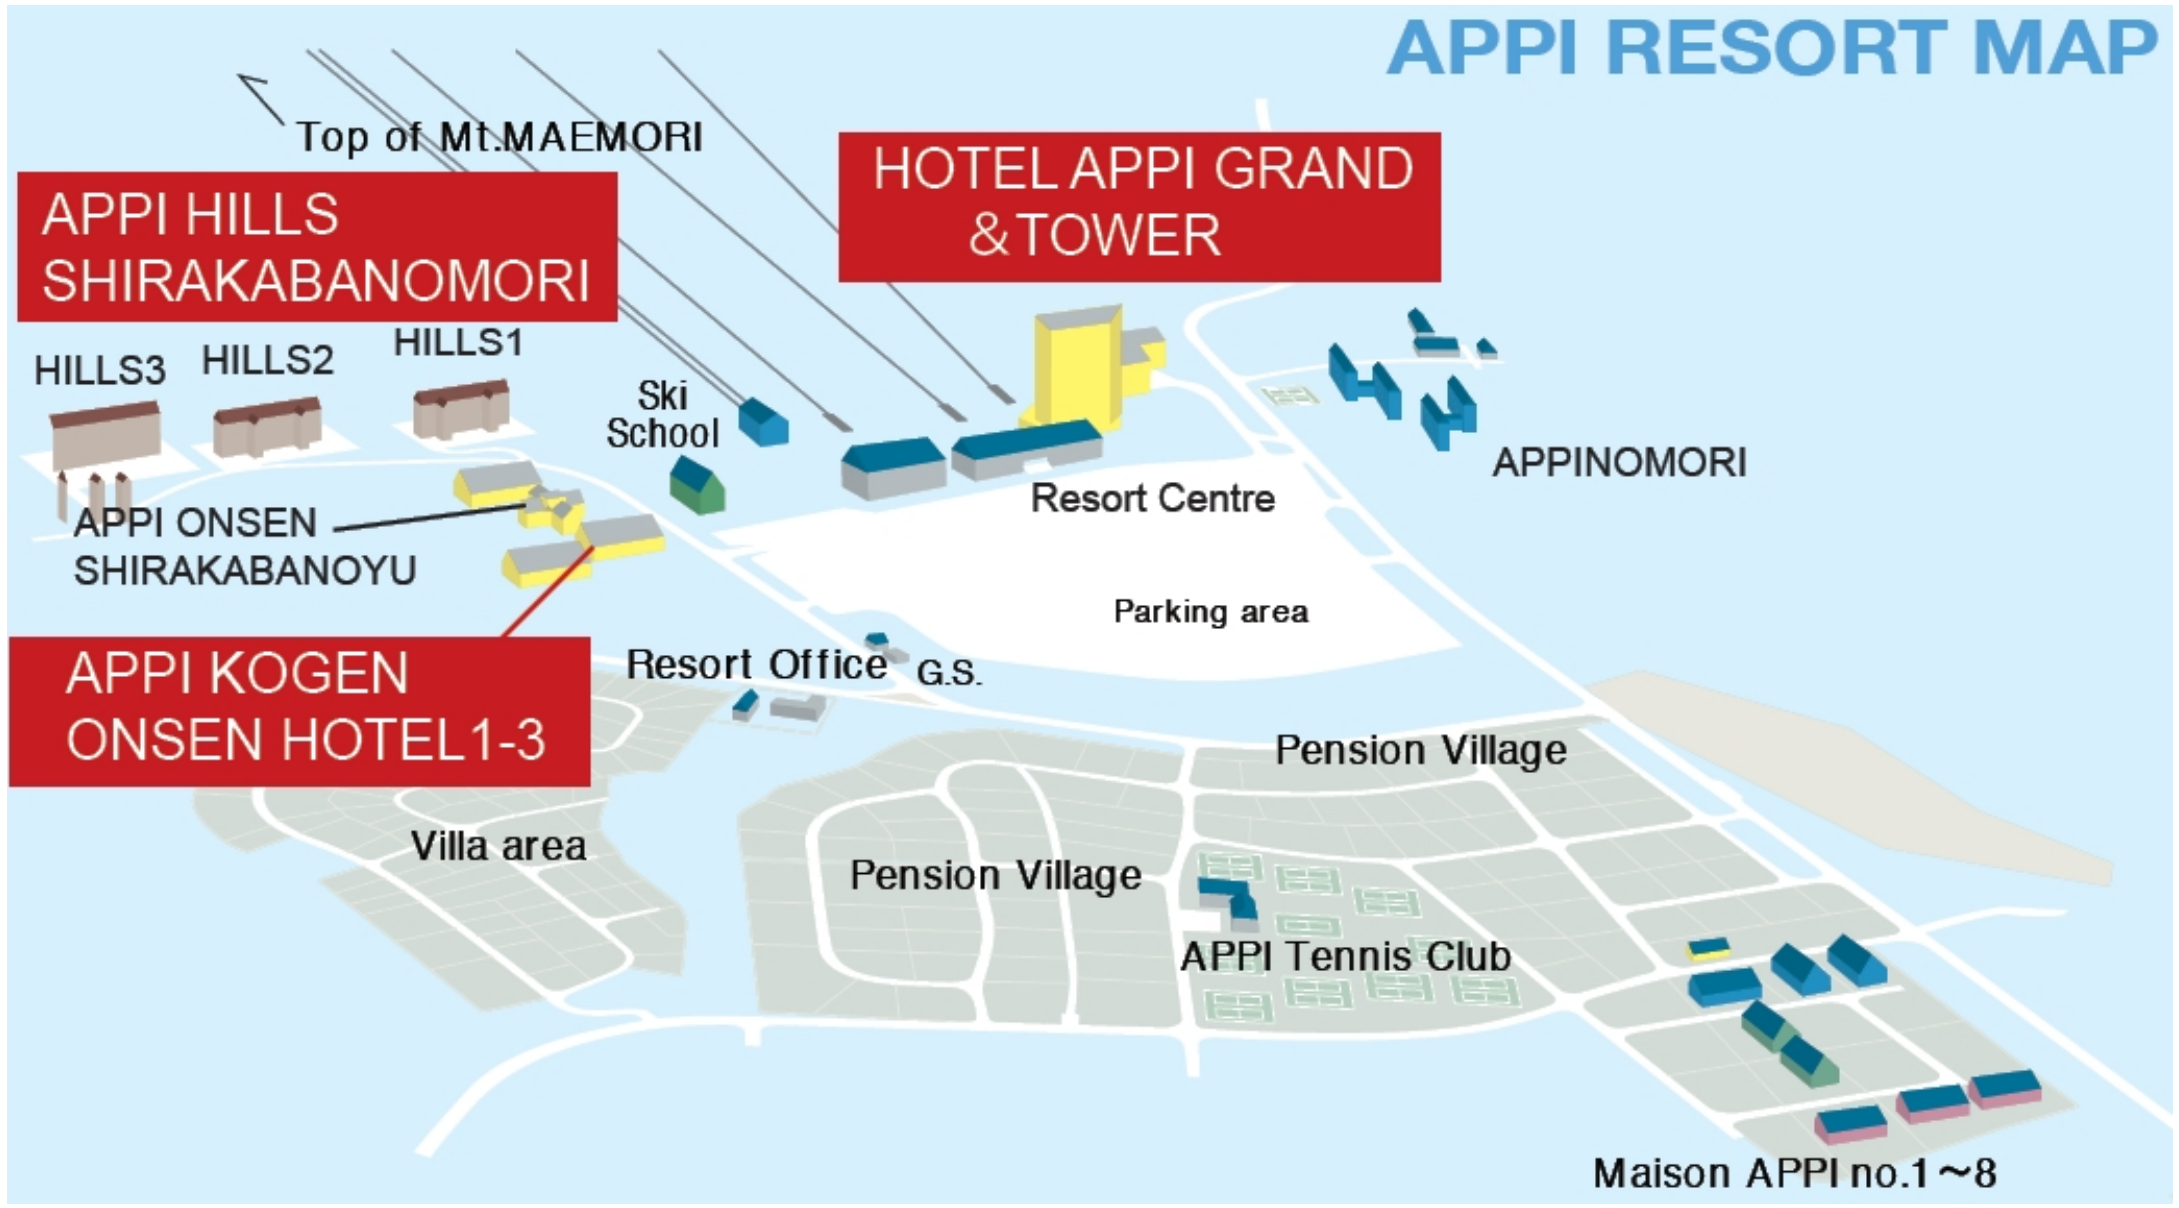 APPI RESORT MAP
Top of Mt.MAEMORI
HOTEL APPI GRAND
&TOWER
APPI HILLS
SHIRAKABANOMORI
HILLS3
HILLS2
HILLS1
Ski
School
APPINOMORI
Resort Centre
APPI ONSEN
SHIRAKABANOYU
Parking area
APPI KOGEN
ONSEN HOTEL1-3
Resort Office
G.S.
Pension Village
Villa area
Pension Village
APPI Tennis Club
Maison APPI no.1～8